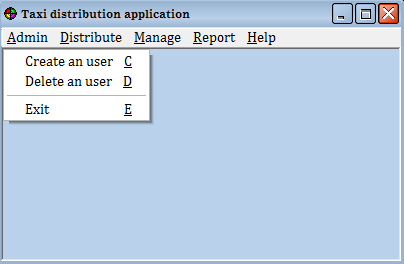 Taxi distribution application
Admin Distribute Manage Report Help
Create an user C
Delete an user D
Exit E